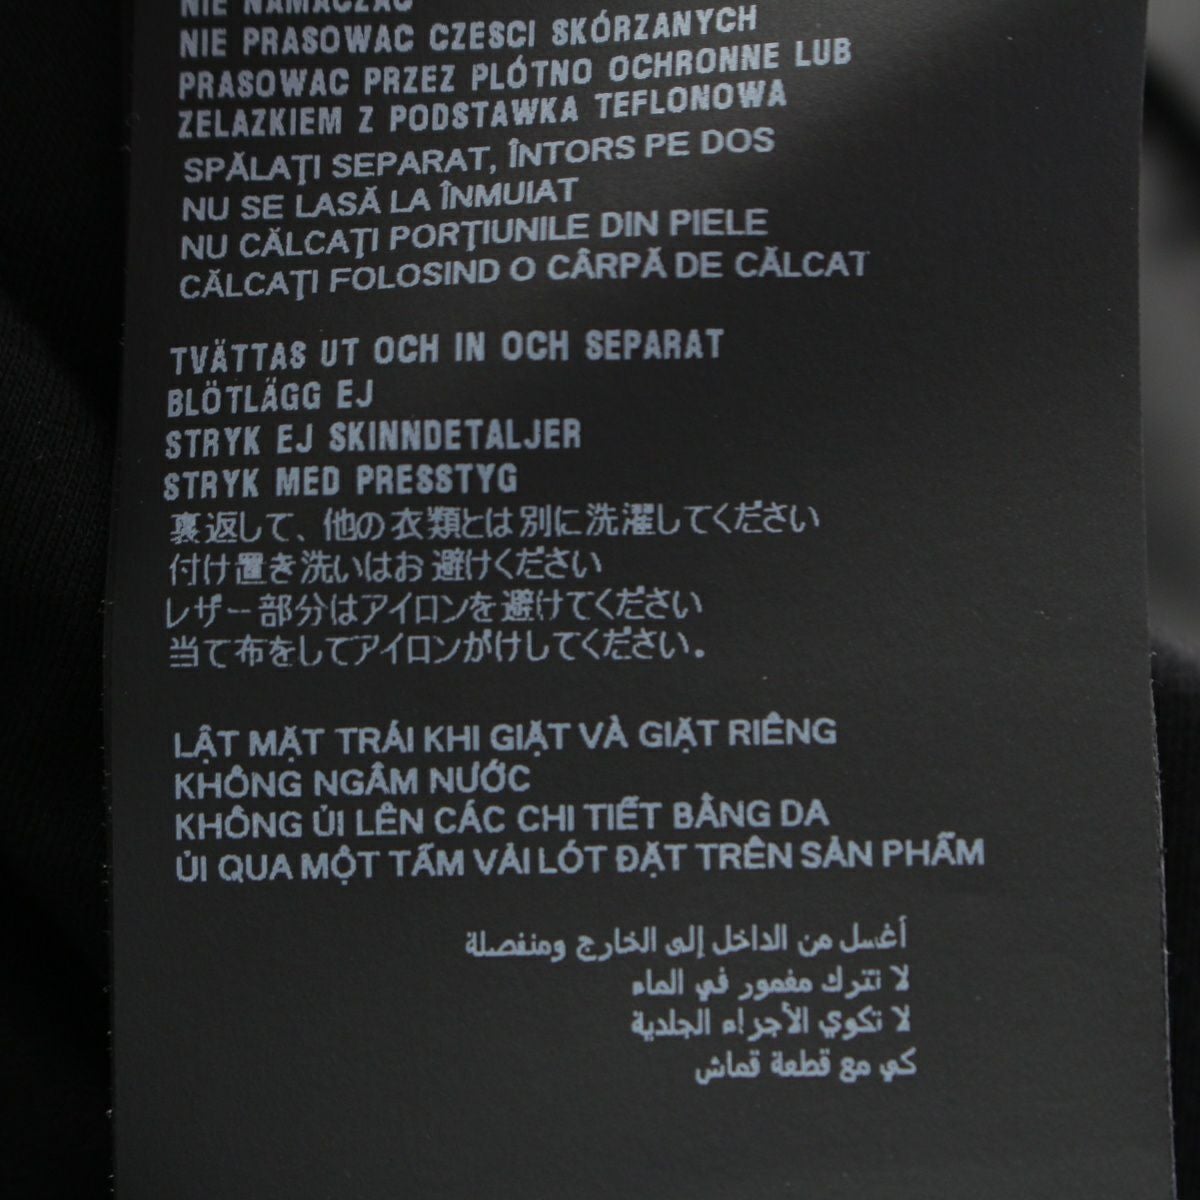 NIE NAMACZAC
NIE PRASOWAC CZESCI SKÓRZANYCH
PRASOWAC PRZEZ PLÓTNO OCHRONNE LUB
ZELAZKIEM Z PODSTAWKA TEFLONOWA
SPĂLAŢI SEPARAT, ÎNTORS PE DOS
NU SE LASĂ LA ÎNMUIAT
NU CĂLCAŢI PORŢIUNILE DIN PIELE
CĂLCAŢI FOLOSIND O CÂRPĂ DE CĂLCAT
TVÄTTAS UT OCH IN OCH SEPARAT
BLÖTLÄGG EJ
STRYK EJ SKINNDETALJER
STRYK MED PRESSTYG
裏返して、他の衣類とは別に洗濯してください
付け置き洗いはお避けください
レザー部分はアイロンを避けてください
当て布をしてアイロンがけしてください。
LẬT MẶT TRÁI KHI GIẶT VÀ GIẶT RIÊNG
KHÔNG NGÂM NƯỚC
KHÔNG ỦI LÊN CÁC CHI TIẾT BẰNG DA
ỦI QUA MỘT TẤM VẢI LÓT ĐẶT TRÊN SẢN PHẨM
أغسل من الداخل إلى الخارج ومنفصلة
لا تترك مغمور في الماء
لا تكوي الأجزاء الجلدية
كي مع قطعة قماش